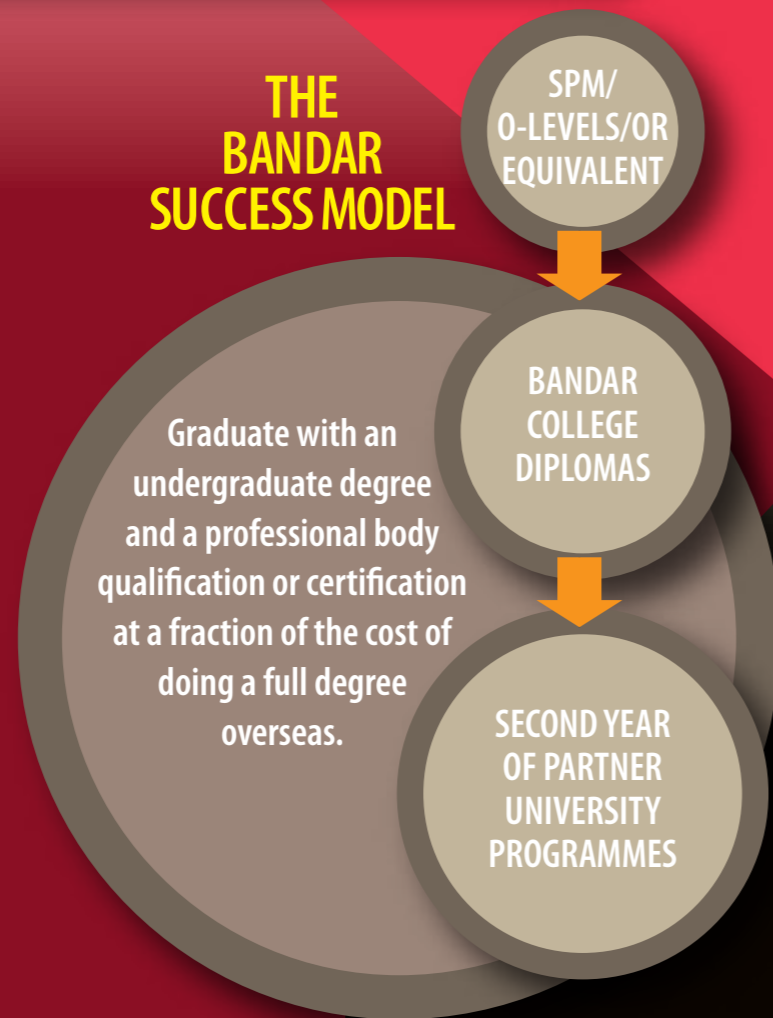 THE
BANDAR
SUCCESS MODEL
SPM/
O-LEVELS/OR
EQUIVALENT
BANDAR
COLLEGE
DIPLOMAS
Graduate with an
undergraduate degree
and a professional body
qualification or certification
at a fraction of the cost of
doing a full degree
overseas.
SECOND YEAR
OF PARTNER
UNIVERSITY
PROGRAMMES